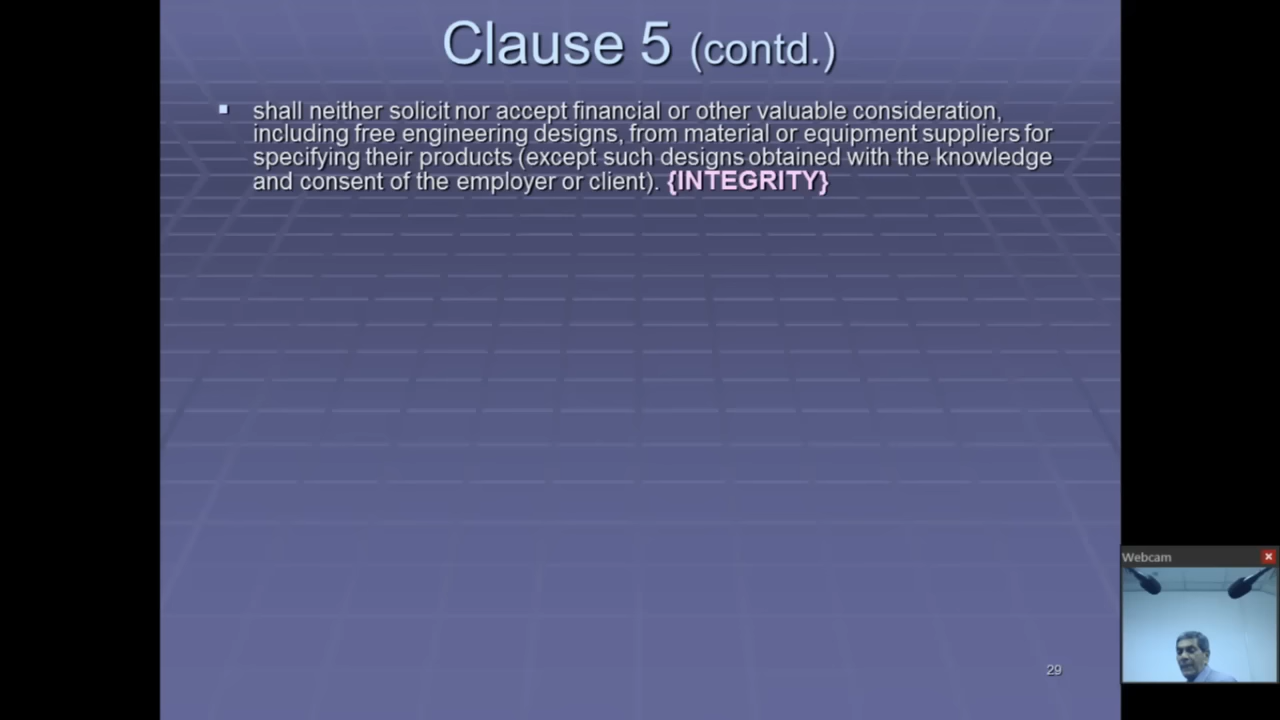 Clause 5 (contd.)
▪ shall neither solicit nor accept financial or other valuable consideration,
including free engineering designs, from material or equipment suppliers for
specifying their products (except such designs obtained with the knowledge
and consent of the employer or client). {INTEGRITY}
Webcam
29